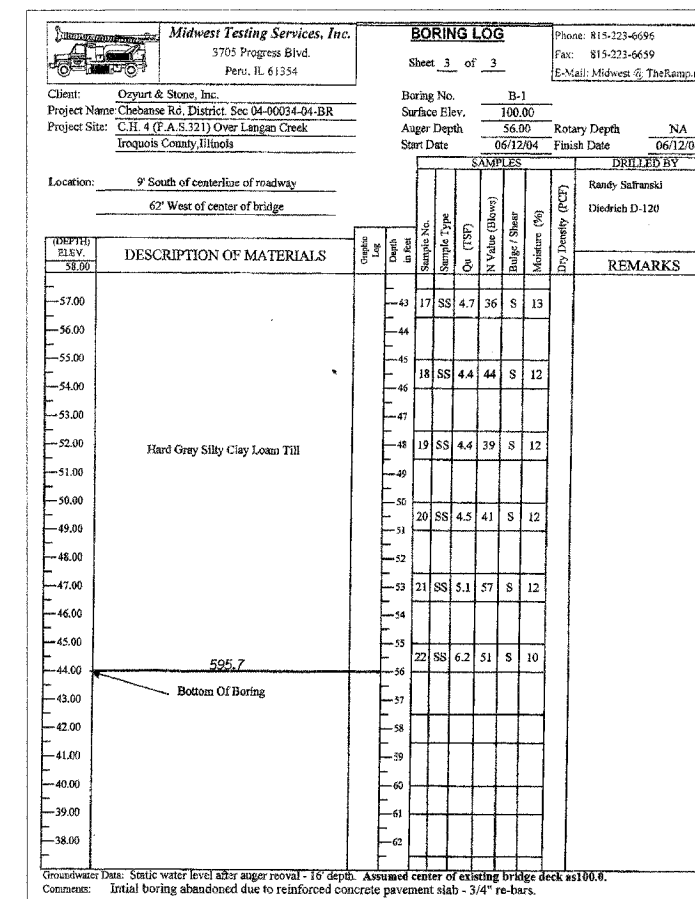 Midwest Testing Services, Inc.
3705 Progress Blvd.
Peru, IL 61354
BORING LOG
Sheet 3 of 3
Phone: 815-223-6696
Fax: 815-223-6659
E-Mail: Midwest @ TheRamp.
Client: Ozyurt & Stone, Inc.
Project Name: Chebanse Rd. District. Sec 04-00034-04-BR
Project Site: C.H. 4 (F.A.S.321) Over Langan Creek
Iroquois County,Illinois
Boring No. B-1
Surface Elev. 100.00
Auger Depth 56.00 Rotary Depth NA
Start Date 06/12/04 Finish Date 06/12/0
Location: 9' South of centerline of roadway
62' West of center of bridge
SAMPLES
DRILLED BY
Randy Safranski
Diedrich D-120
(DEPTH) ELEV. 58.00
DESCRIPTION OF MATERIALS
Graphic Log
Depth in feet
Sample No.
Sample Type
Qu (TSF)
N Value (Blows)
Bulge / Shear
Moisture (%)
Dry Density (PCF)
REMARKS
57.00 43 17 SS 4.7 36 S 13
56.00 44
55.00 45
18 SS 4.4 44 S 12
54.00 46
53.00 47
52.00 Hard Gray Silty Clay Loam Till 48 19 SS 4.4 39 S 12
51.00 49
50.00 50
20 SS 4.5 41 S 12
49.00 51
48.00 52
47.00 53 21 SS 5.1 57 S 12
46.00 54
45.00 55
595.7 22 SS 6.2 51 S 10
44.00 56
43.00 Bottom Of Boring 57
42.00 58
41.00 59
40.00 60
39.00 61
38.00 62
Groundwater Data: Static water level after auger reoval - 16' depth. Assumed center of existing bridge deck as100.0.
Comments: Intial boring abandoned due to reinforced concrete pavement slab - 3/4" re-bars.